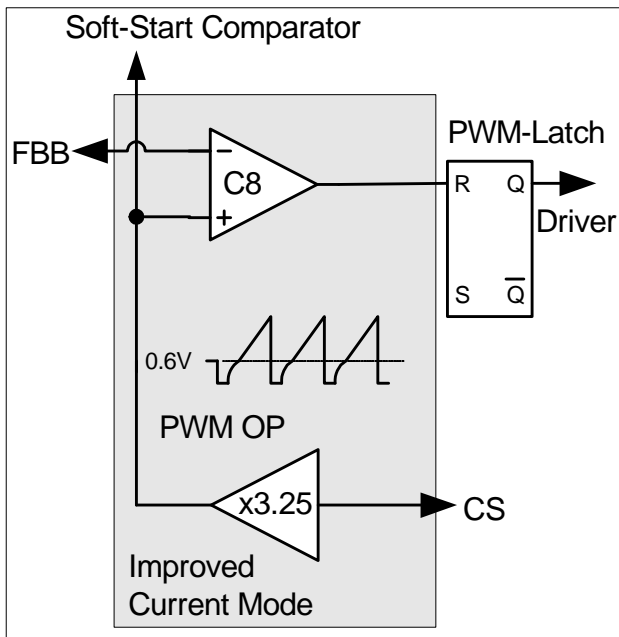 Soft-Start Comparator
FBB
−
C8
+
PWM-Latch
R Q
Driver
S Q̅
0.6V
PWM OP
x3.25
CS
Improved
Current Mode